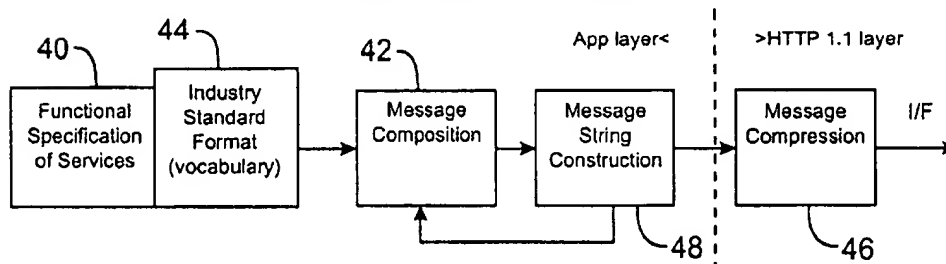 44
40
42
App layer<
>HTTP 1.1 layer
Functional
Specification
of Services
Industry
Standard
Format
(vocabulary)
Message
Composition
Message
String
Construction
Message
Compression
I/F
48
46